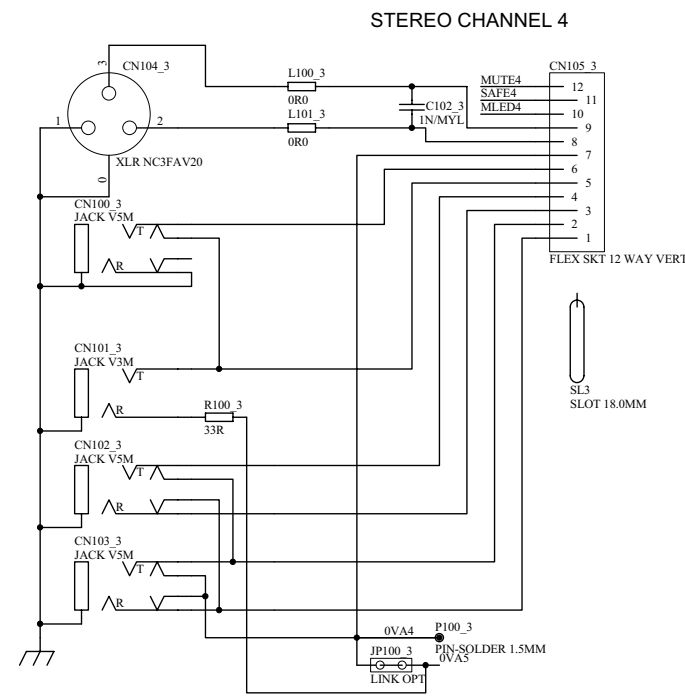 STEREO CHANNEL 4
CN104_3
3
1
2
0
XLR NC3FAV20
L100_3
0R0
L101_3
0R0
C102_3
1N/MYL
CN105_3
MUTE4
SAFE4
MLED4
12
11
10
9
8
7
6
5
4
3
2
1
FLEX SKT 12 WAY VERT
CN100_3
JACK V5M
T
R
CN101_3
JACK V3M
T
R
R100_3
33R
SL3
SLOT 18.0MM
CN102_3
JACK V5M
T
R
CN103_3
JACK V5M
T
R
0VA4
P100_3
PIN-SOLDER 1.5MM
JP100_3
0VA5
LINK OPT